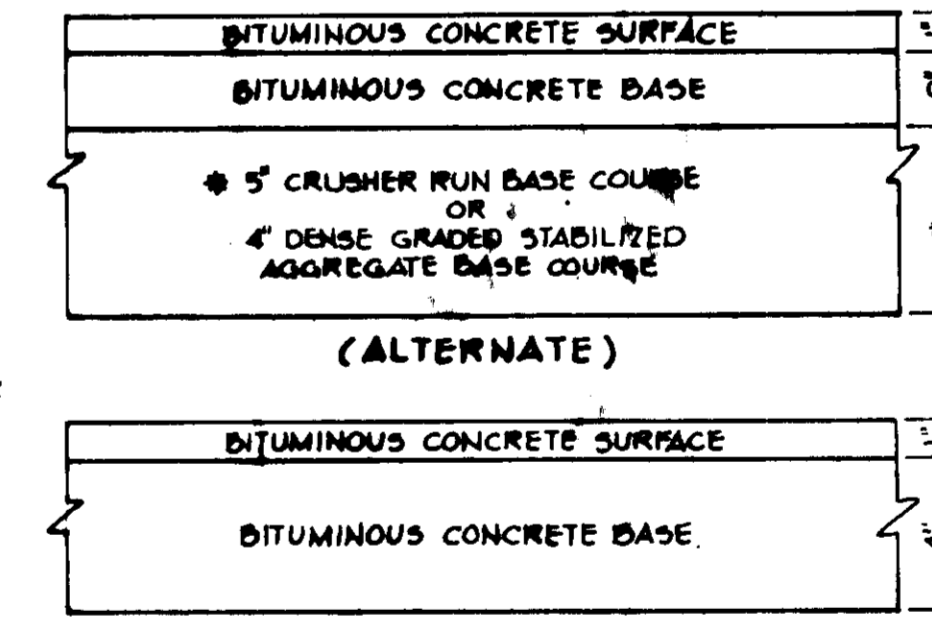 BITUMINOUS CONCRETE SURFACE
BITUMINOUS CONCRETE BASE
* 5" CRUSHER RUN BASE COURSE
OR
4" DENSE GRADED STABILIZED
AGGREGATE BASE COURSE
(ALTERNATE)
BITUMINOUS CONCRETE SURFACE
BITUMINOUS CONCRETE BASE.